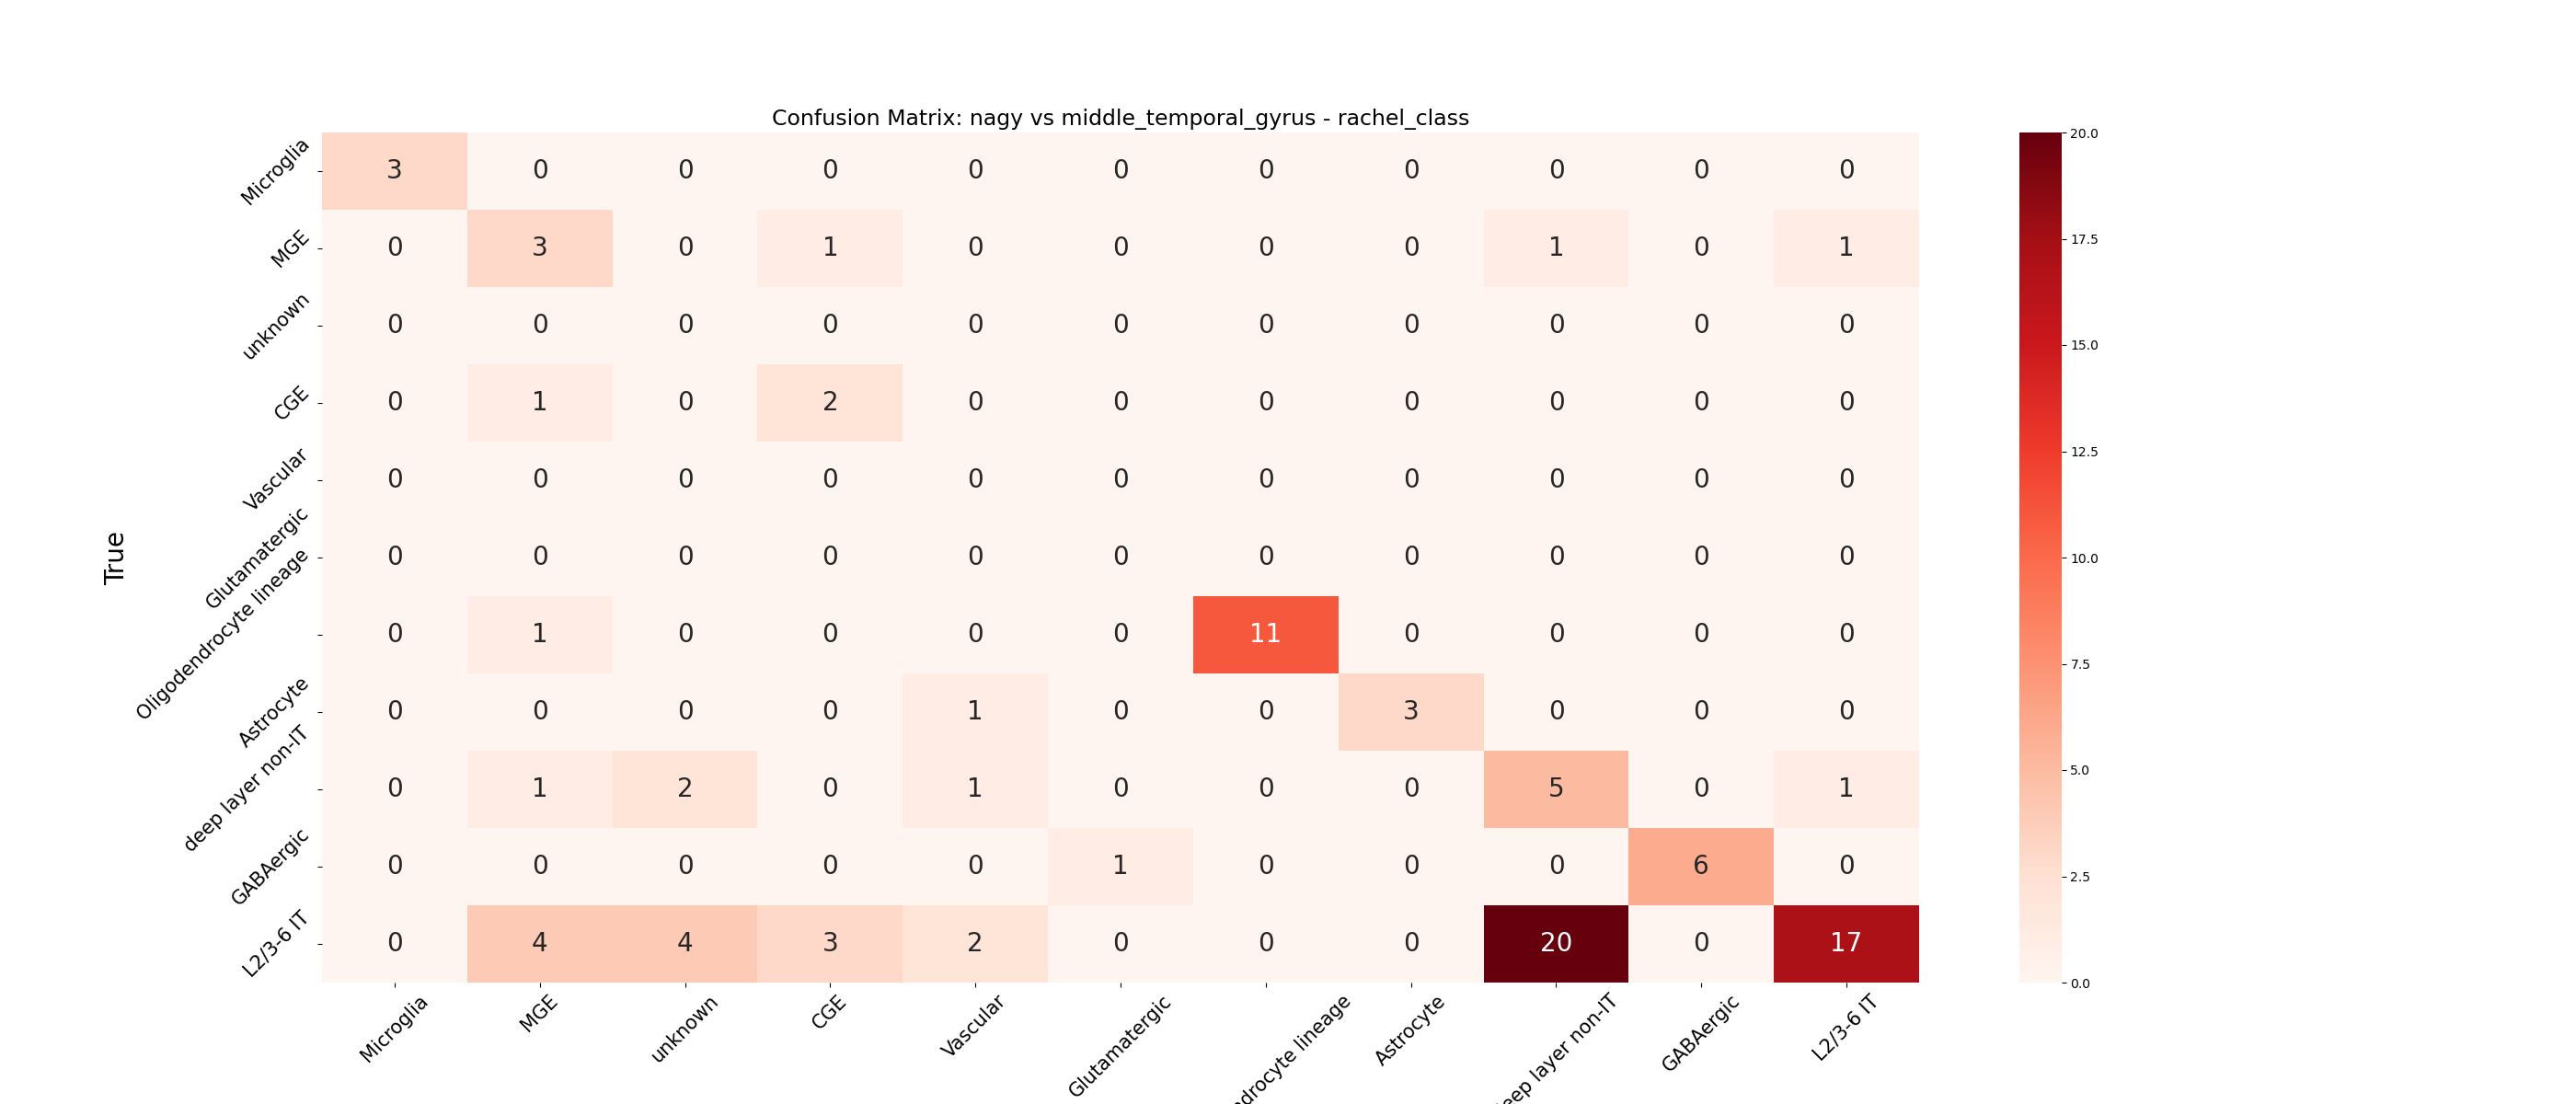 Confusion Matrix: nagy vs middle_temporal_gyrus - rachel_class
True
Microglia 3 0 0 0 0 0 0 0 0 0 0
MGE 0 3 0 1 0 0 0 0 1 0 1
unknown 0 0 0 0 0 0 0 0 0 0 0
CGE 0 1 0 2 0 0 0 0 0 0 0
Vascular 0 0 0 0 0 0 0 0 0 0 0
Glutamatergic 0 0 0 0 0 0 0 0 0 0 0
Oligodendrocyte lineage 0 1 0 0 0 0 11 0 0 0 0
Astrocyte 0 0 0 0 1 0 0 3 0 0 0
deep layer non-IT 0 1 2 0 1 0 0 0 5 0 1
GABAergic 0 0 0 0 0 1 0 0 0 6 0
L2/3-6 IT 0 4 4 3 2 0 0 0 20 0 17
Microglia
MGE
unknown
CGE
Vascular
Glutamatergic
lineage
Astrocyte
layer non-IT
GABAergic
L2/3-6 IT
20.0
17.5
15.0
12.5
10.0
7.5
5.0
2.5
0.0